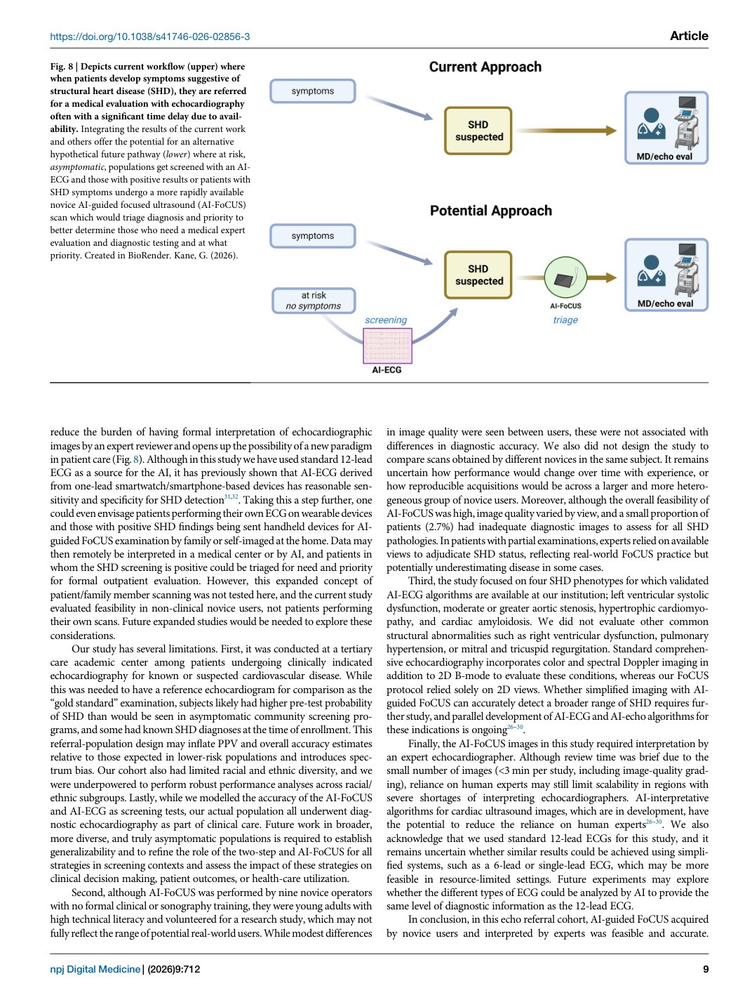 https://doi.org/10.1038/s41746-026-02856-3
Article
Fig. 8 | Depicts current workflow (upper) where
when patients develop symptoms suggestive of
structural heart disease (SHD), they are referred
for a medical evaluation with echocardiography
often with a significant time delay due to avail-
ability. Integrating the results of the current work
and others offer the potential for an alternative
hypothetical future pathway (lower) where at risk,
asymptomatic, populations get screened with an AI-
ECG and those with positive results or patients with
SHD symptoms undergo a more rapidly available
novice AI-guided focused ultrasound (AI-FoCUS)
scan which would triage diagnosis and priority to
better determine those who need a medical expert
evaluation and diagnostic testing and at what
priority. Created in BioRender. Kane, G. (2026).
Current Approach
symptoms
SHD
suspected
MD/echo eval
Potential Approach
symptoms
SHD
suspected
at risk
no symptoms
screening
AI-ECG
AI-FoCUS
triage
MD/echo eval
reduce the burden of having formal interpretation of echocardiographic
images by an expert reviewer and opens up the possibility of a new paradigm
in patient care (Fig. 8). Although in this study we have used standard 12-lead
ECG as a source for the AI, it has previously shown that AI-ECG derived
from one-lead smartwatch/smartphone-based devices has reasonable sen-
sitivity and specificity for SHD detection31,32. Taking this a step further, one
could even envisage patients performing their own ECG on wearable devices
and those with positive SHD findings being sent handheld devices for AI-
guided FoCUS examination by family or self-imaged at the home. Data may
then remotely be interpreted in a medical center or by AI, and patients in
whom the SHD screening is positive could be triaged for need and priority
for formal outpatient evaluation. However, this expanded concept of
patient/family member scanning was not tested here, and the current study
evaluated feasibility in non-clinical novice users, not patients performing
their own scans. Future expanded studies would be needed to explore these
considerations.
Our study has several limitations. First, it was conducted at a tertiary
care academic center among patients undergoing clinically indicated
echocardiography for known or suspected cardiovascular disease. While
this was needed to have a reference echocardiogram for comparison as the
“gold standard” examination, subjects likely had higher pre-test probability
of SHD than would be seen in asymptomatic community screening pro-
grams, and some had known SHD diagnoses at the time of enrollment. This
referral-population design may inflate PPV and overall accuracy estimates
relative to those expected in lower-risk populations and introduces spec-
trum bias. Our cohort also had limited racial and ethnic diversity, and we
were underpowered to perform robust performance analyses across racial/
ethnic subgroups. Lastly, while we modelled the accuracy of the AI-FoCUS
and AI-ECG as screening tests, our actual population all underwent diag-
nostic echocardiography as part of clinical care. Future work in broader,
more diverse, and truly asymptomatic populations is required to establish
generalizability and to refine the role of the two-step and AI-FoCUS for all
strategies in screening contexts and assess the impact of these strategies on
clinical decision making, patient outcomes, or health-care utilization.
Second, although AI-FoCUS was performed by nine novice operators
with no formal clinical or sonography training, they were young adults with
high technical literacy and volunteered for a research study, which may not
fully reflect the range of potential real-world users. While modest differences
in image quality were seen between users, these were not associated with
differences in diagnostic accuracy. We also did not design the study to
compare scans obtained by different novices in the same subject. It remains
uncertain how performance would change over time with experience, or
how reproducible acquisitions would be across a larger and more hetero-
geneous group of novice users. Moreover, although the overall feasibility of
AI-FoCUS was high, image quality varied by view, and a small proportion of
patients (2.7%) had inadequate diagnostic images to assess for all SHD
pathologies. In patients with partial examinations, experts relied on available
views to adjudicate SHD status, reflecting real-world FoCUS practice but
potentially underestimating disease in some cases.
Third, the study focused on four SHD phenotypes for which validated
AI-ECG algorithms are available at our institution; left ventricular systolic
dysfunction, moderate or greater aortic stenosis, hypertrophic cardiomyo-
pathy, and cardiac amyloidosis. We did not evaluate other common
structural abnormalities such as right ventricular dysfunction, pulmonary
hypertension, or mitral and tricuspid regurgitation. Standard comprehen-
sive echocardiography incorporates color and spectral Doppler imaging in
addition to 2D B-mode to evaluate these conditions, whereas our FoCUS
protocol relied solely on 2D views. Whether simplified imaging with AI-
guided FoCUS can accurately detect a broader range of SHD requires fur-
ther study, and parallel development of AI-ECG and AI-echo algorithms for
these indications is ongoing26–30.
Finally, the AI-FoCUS images in this study required interpretation by
an expert echocardiographer. Although review time was brief due to the
small number of images (<3 min per study, including image-quality grad-
ing), reliance on human experts may still limit scalability in regions with
severe shortages of interpreting echocardiographers. AI-interpretative
algorithms for cardiac ultrasound images, which are in development, have
the potential to reduce the reliance on human experts26–30. We also
acknowledge that we used standard 12-lead ECGs for this study, and it
remains uncertain whether similar results could be achieved using simpli-
fied systems, such as a 6-lead or single-lead ECG, which may be more
feasible in resource-limited settings. Future experiments may explore
whether the different types of ECG could be analyzed by AI to provide the
same level of diagnostic information as the 12-lead ECG.
In conclusion, in this echo referral cohort, AI-guided FoCUS acquired
by novice users and interpreted by experts was feasible and accurate.
npj Digital Medicine | (2026)9:712
9